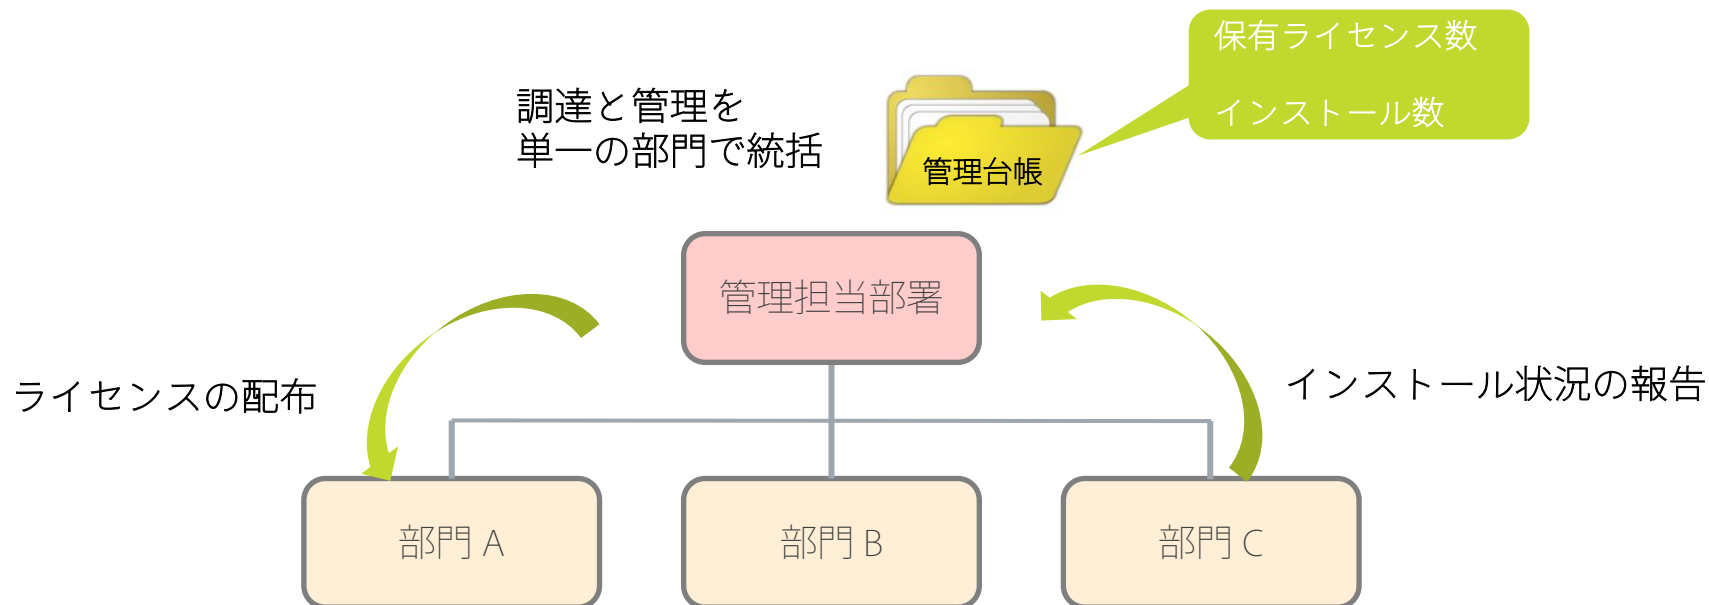 保有ライセンス数
インストール数
調達と管理を
単一の部門で統括
管理台帳
管理担当部署
ライセンスの配布
インストール状況の報告
部門 A
部門 B
部門 C